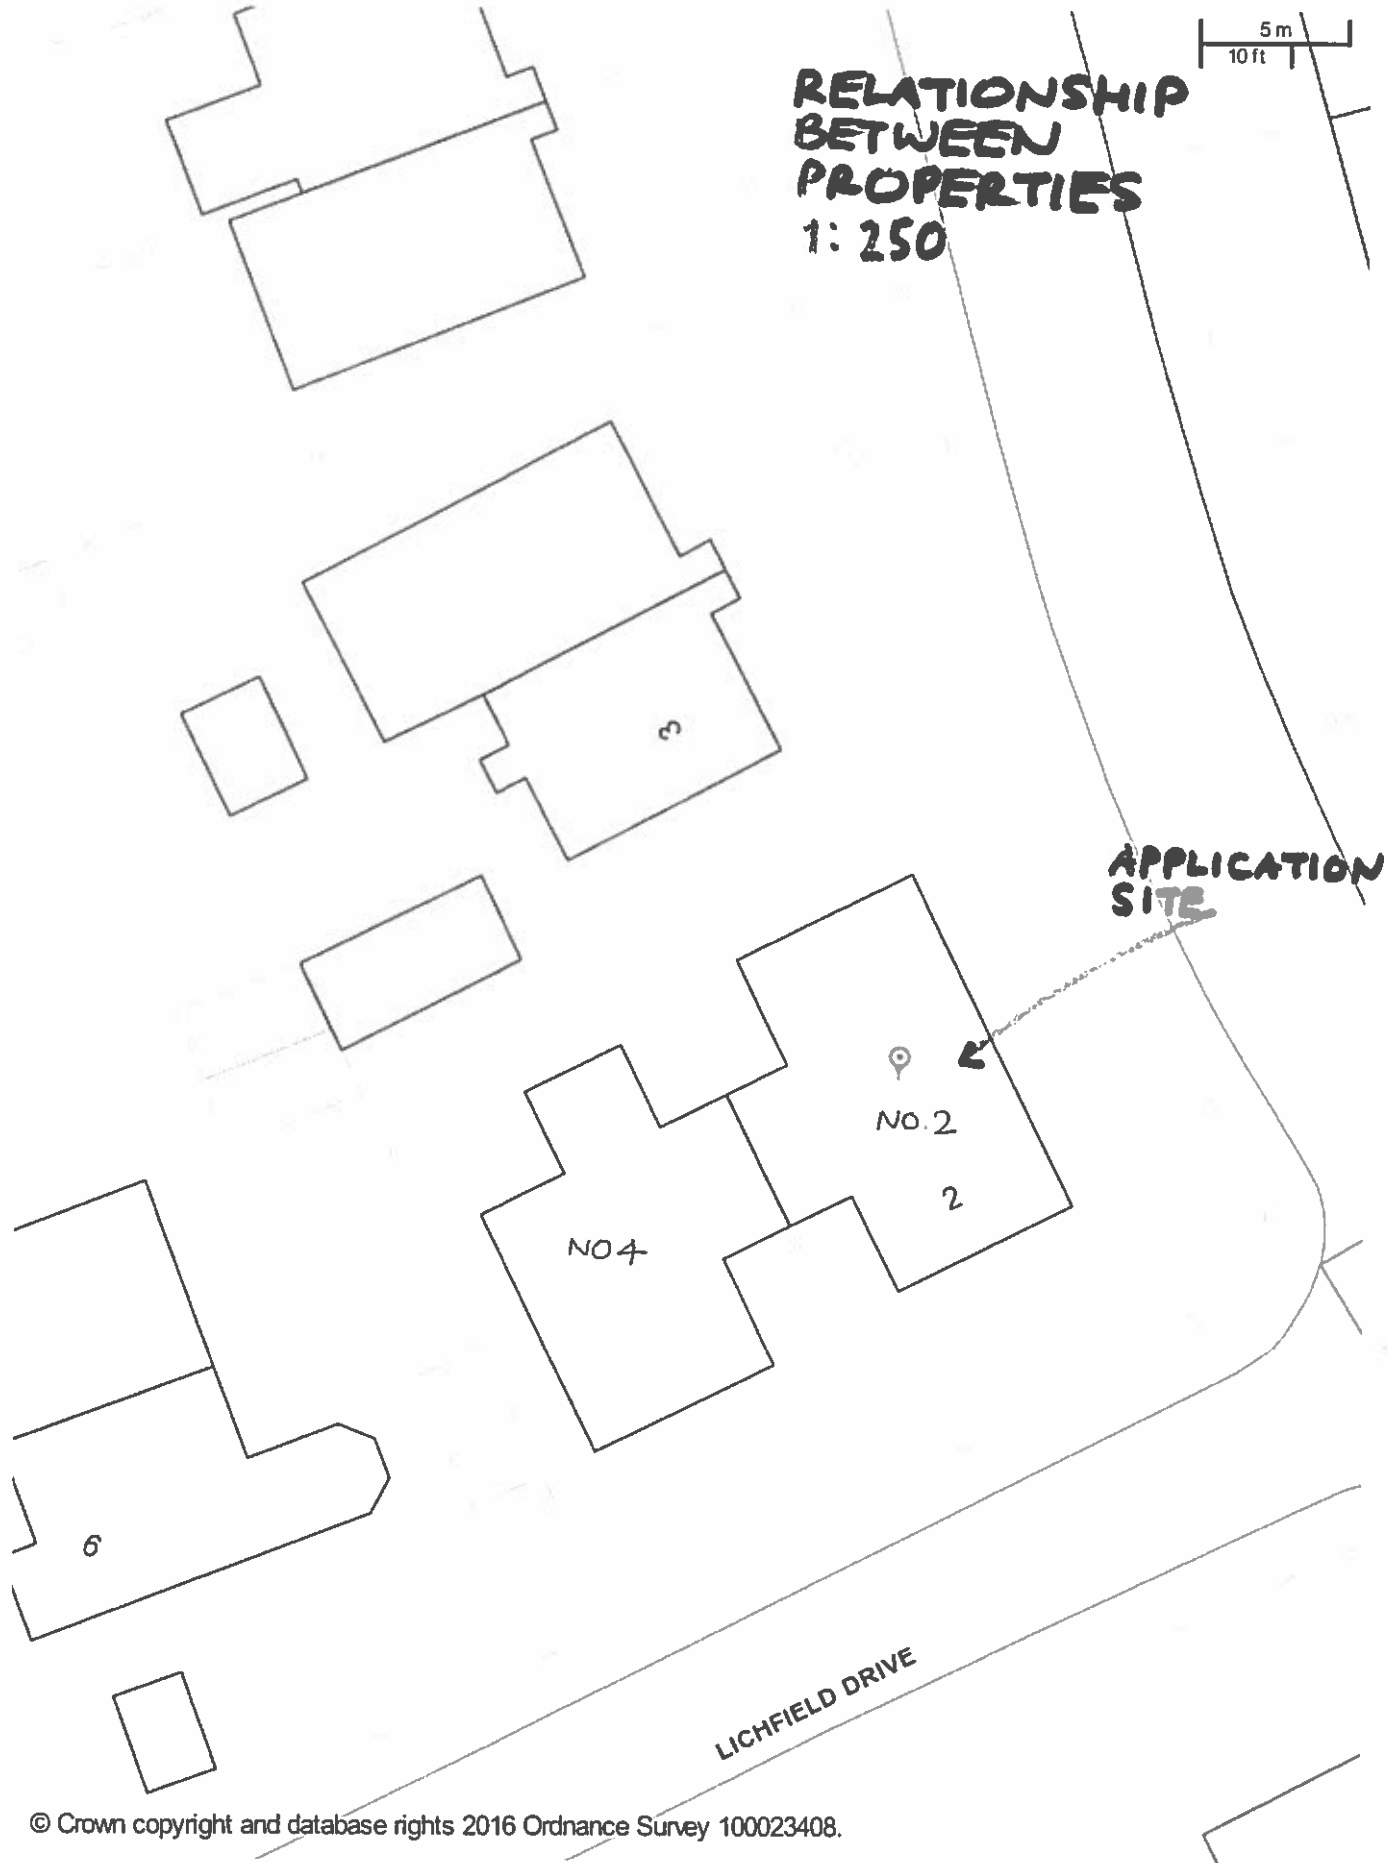 5 m
10 ft
RELATIONSHIP
BETWEEN
PROPERTIES
1:250
3
APPLICATION
SITE
NO.2
2
NO4
6
LICHFIELD DRIVE
© Crown copyright and database rights 2016 Ordnance Survey 100023408.